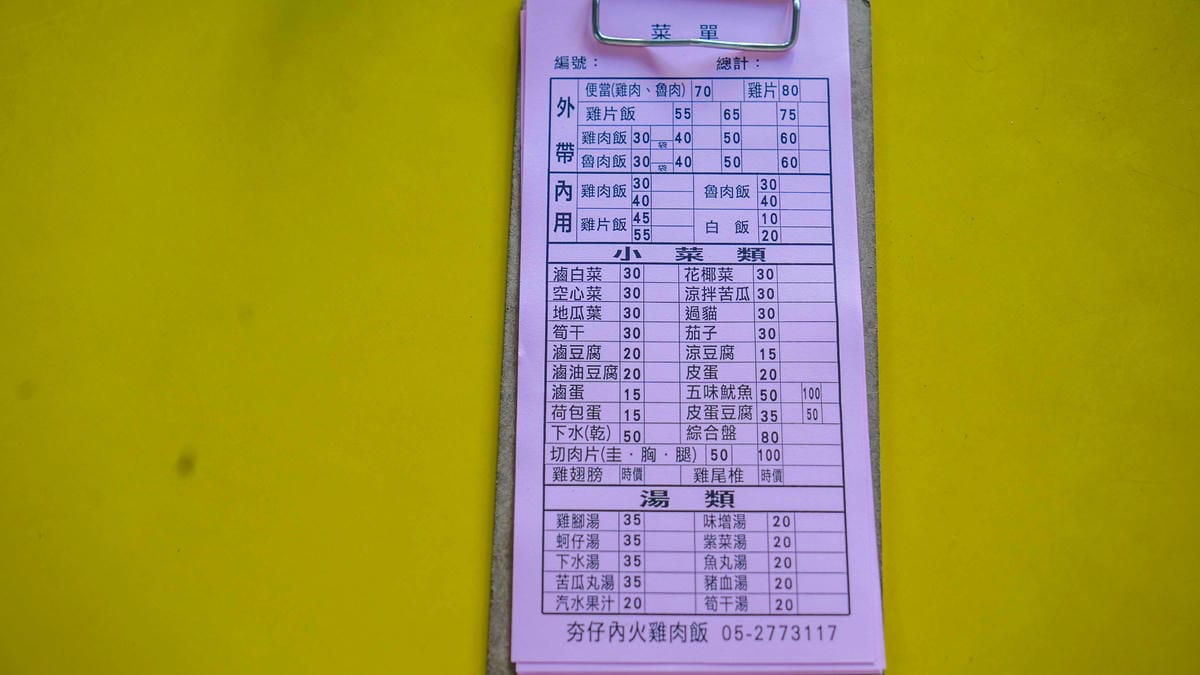 菜 單
編號： 總計：
外帶
便當(雞肉、魯肉) 70 雞片 80
雞片飯 55 65 75
雞肉飯 30 袋 40 50 60
魯肉飯 30 袋 40 50 60
內用
雞肉飯 30 40 魯肉飯 30 40
雞片飯 45 55 白 飯 10 20
小 菜 類
滷白菜 30 花椰菜 30
空心菜 30 涼拌苦瓜 30
地瓜葉 30 過貓 30
筍干 30 茄子 30
滷豆腐 20 涼豆腐 15
滷油豆腐 20 皮蛋 20
滷蛋 15 五味魷魚 50 100
荷包蛋 15 皮蛋豆腐 35 50
下水(乾) 50 綜合盤 80
切肉片(圭．胸．腿) 50 100
雞翅膀 時價 雞尾椎 時價
湯 類
雞腳湯 35 味增湯 20
蚵仔湯 35 紫菜湯 20
下水湯 35 魚丸湯 20
苦瓜丸湯 35 豬血湯 20
汽水果汁 20 筍干湯 20
夯仔內火雞肉飯 05-2773117